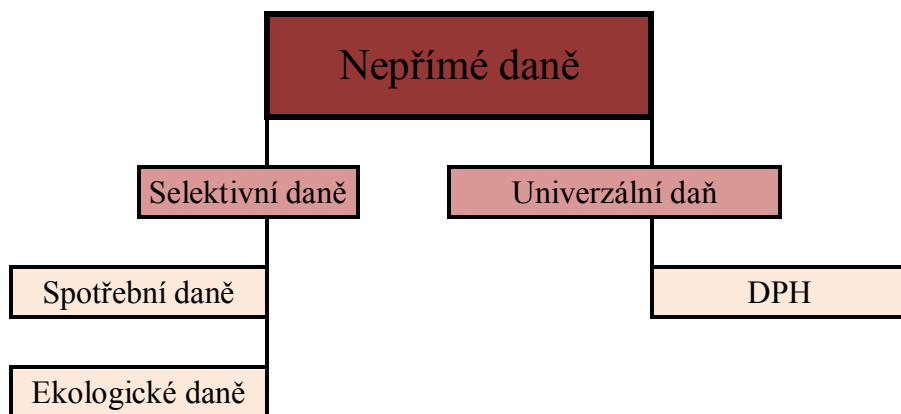 Nepřímé daně
Selektivní daně
Univerzální daň
Spotřební daně
DPH
Ekologické daně